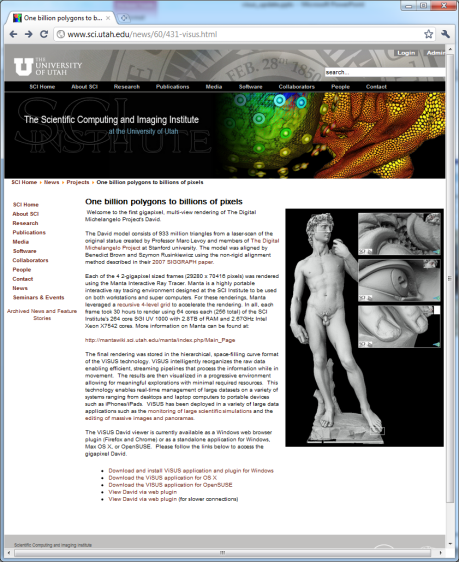 One billion polygons to b...
www.sci.utah.edu/news/60/431-visus.html
THE
UNIVERSITY
OF UTAH
Login
Admin
search...
SCI Home About SCI Research Publications Media Software Collaborators People Contact
The Scientific Computing and Imaging Institute
at the University of Utah
SCI Home News Projects One billion polygons to billions of pixels
SCI Home
About SCI
Research
Publications
Media
Software
Collaborators
People
Contact
News
Seminars & Events
Archived News and Feature
Stories
One billion polygons to billions of pixels
Welcome to the first gigapixel, multi-view rendering of The Digital
Michelangelo Project's David.
The David model consists of 933 million triangles from a laser-scan of the
original statue created by Professor Marc Levoy and members of The Digital
Michelangelo Project at Stanford university. The model was aligned by
Benedict Brown and Szymon Rusinkiewicz using the non-rigid alignment
method described in their 2007 SIGGRAPH paper.
Each of the 4 2-gigapixel sized frames (29280 x 70416 pixels) was rendered
using the Manta Interactive Ray Tracer. Manta is a highly portable
interactive ray tracing environment designed at the SCI Institute to be used
on both workstations and super computers. For these renderings, Manta
leveraged a recursive 4-level grid to accelerate the rendering. In all, each
frame took 30 hours to render using 64 cores each (256 total) of the SCI
Institute's 264 core SGI UV 1000 with 2.8TB of RAM and 2.67GHz Intel
Xeon X7542 cores. More information on Manta can be found at:
http://mantawiki.sci.utah.edu/manta/index.php/Main_Page
The final rendering was stored in the hierarchical, space-filling curve format
of the ViSUS technology. ViSUS intelligently reorganizes the raw data
enabling efficient, streaming pipelines that process the information while in
movement. The results are then visualized in a progressive environment
allowing for meaningful explorations with minimal required resources. This
technology enables real-time management of large datasets on a variety of
systems ranging from desktops and laptop computers to portable devices
such as iPhones/iPads. ViSUS has been deployed in a variety of large data
applications such as the monitoring of large scientific simulations and the
editing of massive images and panoramas.
The ViSUS David viewer is currently available as a Windows web browser
plugin (Firefox and Chrome) or as a standalone application for Windows,
Max OS X, or OpenSUSE. Please follow the links below to access the
gigapixel David.
Download and install ViSUS application and plugin for Windows
Download the ViSUS application for OS X
Download the ViSUS application for OpenSUSE
View David via web plugin
View David via web plugin (for slower connections)
Scientific Computing and Imaging Institute